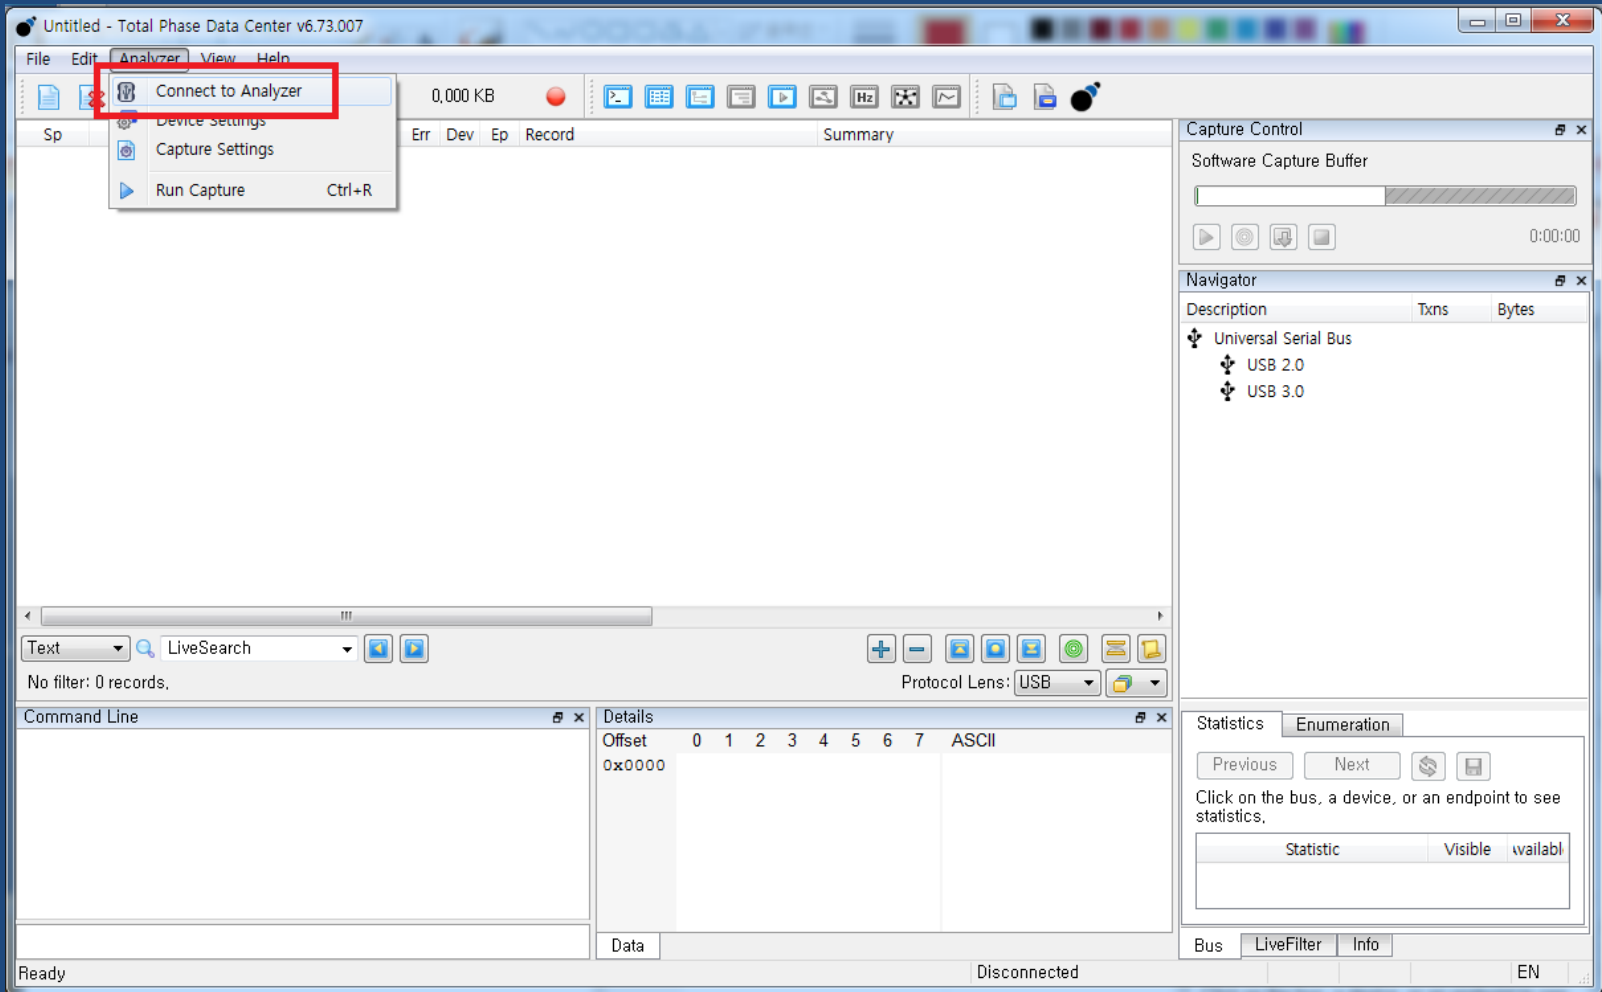 Untitled - Total Phase Data Center v6.73.007
File Edit Analyzer View Help
Connect to Analyzer
Device Settings
Capture Settings
Run Capture Ctrl+R
0,000 KB
Hz
Sp Err Dev Ep Record Summary
Capture Control
Software Capture Buffer
0:00:00
Navigator
Description Txns Bytes
Universal Serial Bus
USB 2.0
USB 3.0
Text LiveSearch
No filter: 0 records, Protocol Lens: USB
Command Line
Details
Offset 0 1 2 3 4 5 6 7 ASCII
0x0000
Data
Statistics Enumeration
Previous Next
Click on the bus, a device, or an endpoint to see
statistics,
Statistic Visible
Bus LiveFilter Info
Ready Disconnected EN